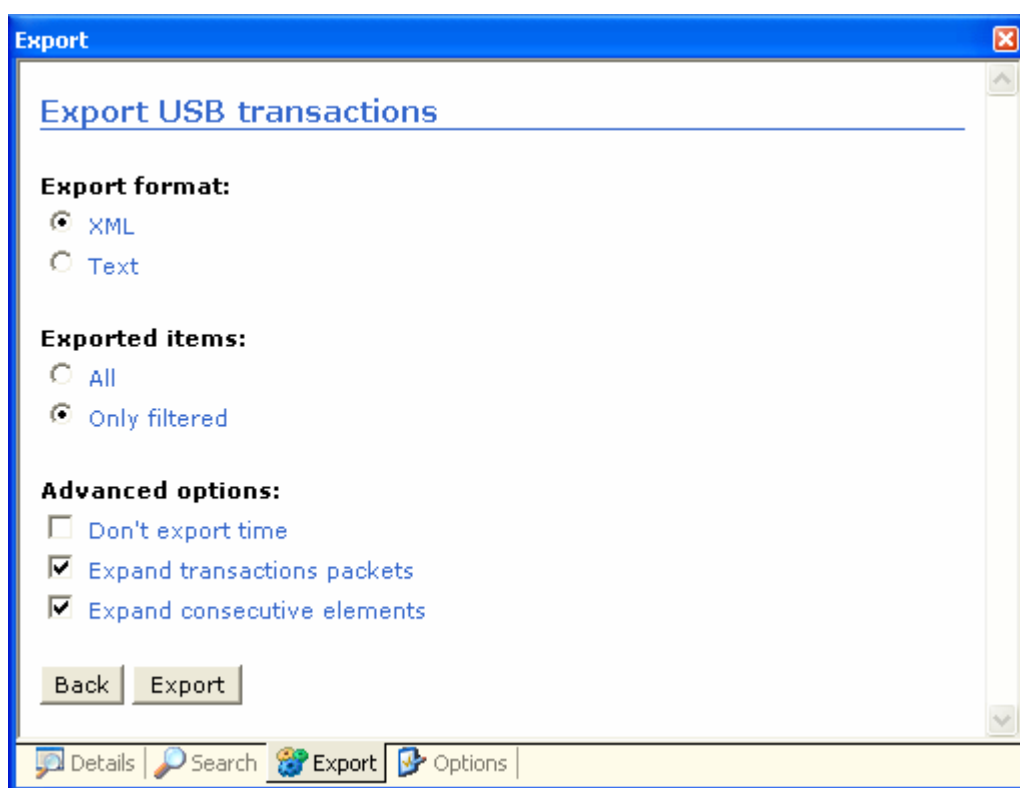 Export
Export USB transactions
Export format:
XML
Text
Exported items:
All
Only filtered
Advanced options:
Don't export time
Expand transactions packets
Expand consecutive elements
Back Export
Details Search Export Options